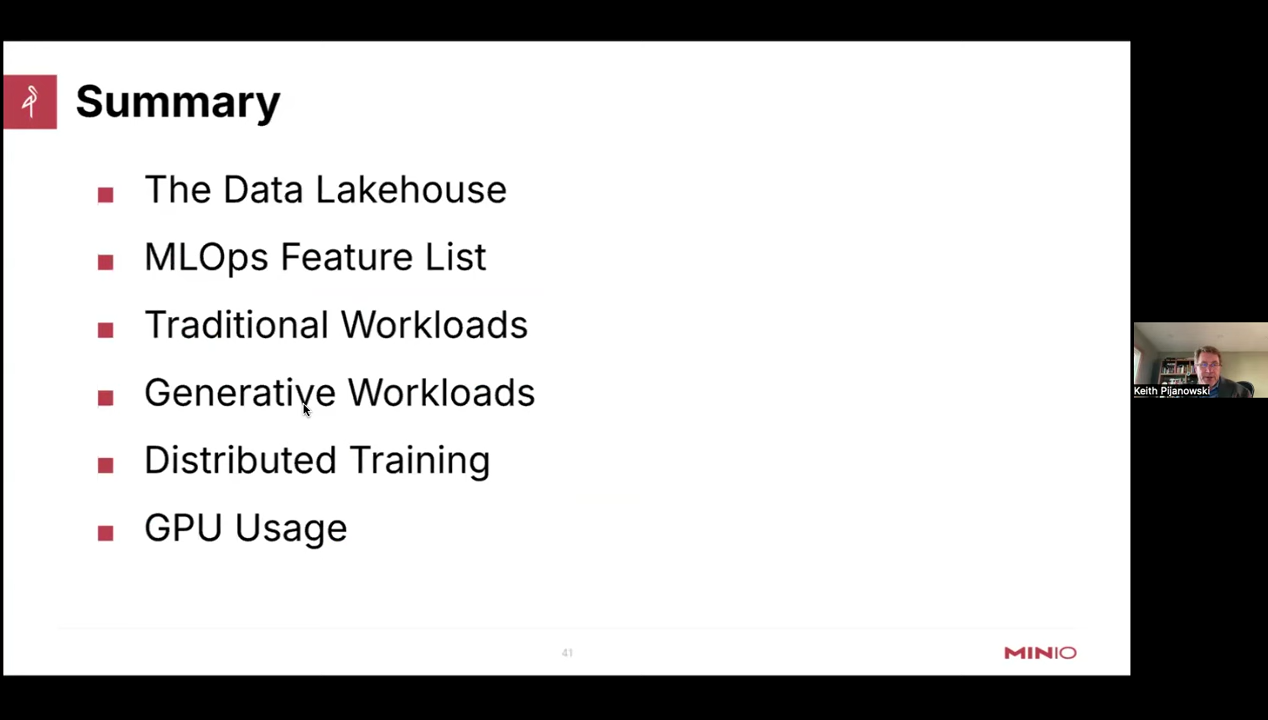 Summary
The Data Lakehouse
MLOps Feature List
Traditional Workloads
Generative Workloads
Distributed Training
GPU Usage
41
MINIO
Keith Pijanowski